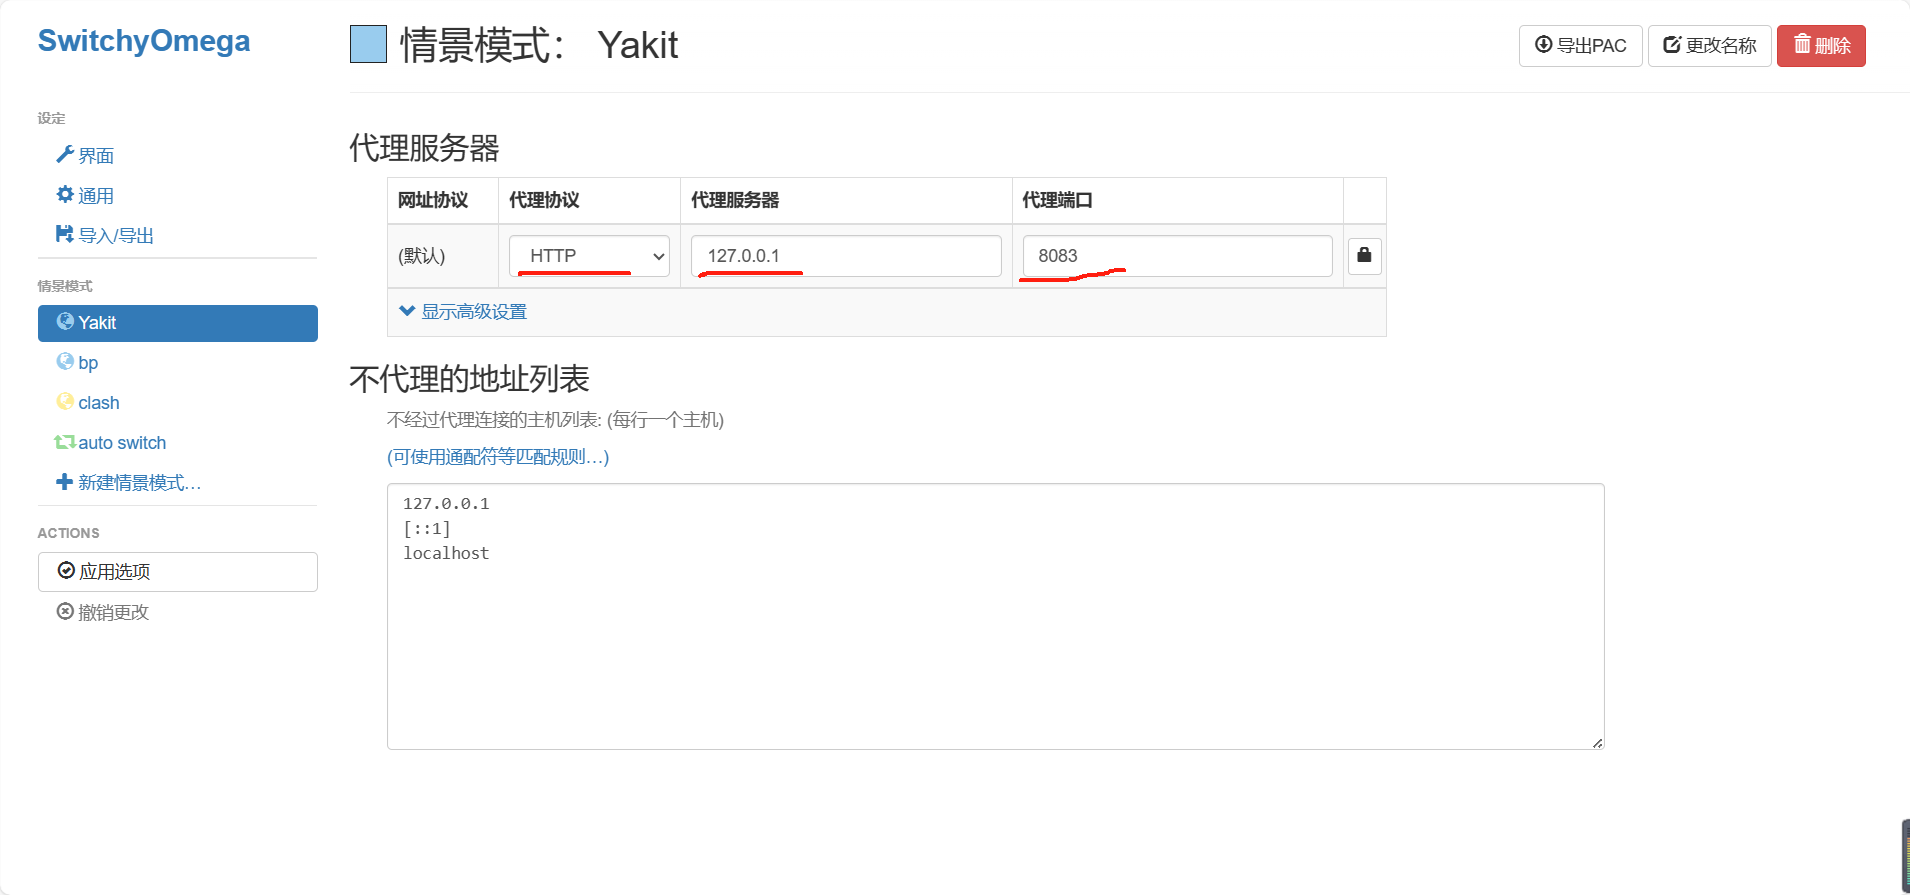 SwitchyOmega
设定
界面
通用
导入/导出
情景模式
Yakit
bp
clash
auto switch
新建情景模式…
ACTIONS
应用选项
撤销更改
情景模式： Yakit
导出PAC 更改名称 删除
代理服务器
网址协议 代理协议 代理服务器 代理端口
(默认) HTTP 127.0.0.1 8083
显示高级设置
不代理的地址列表
不经过代理连接的主机列表: (每行一个主机)
(可使用通配符等匹配规则…)
127.0.0.1
[::1]
localhost